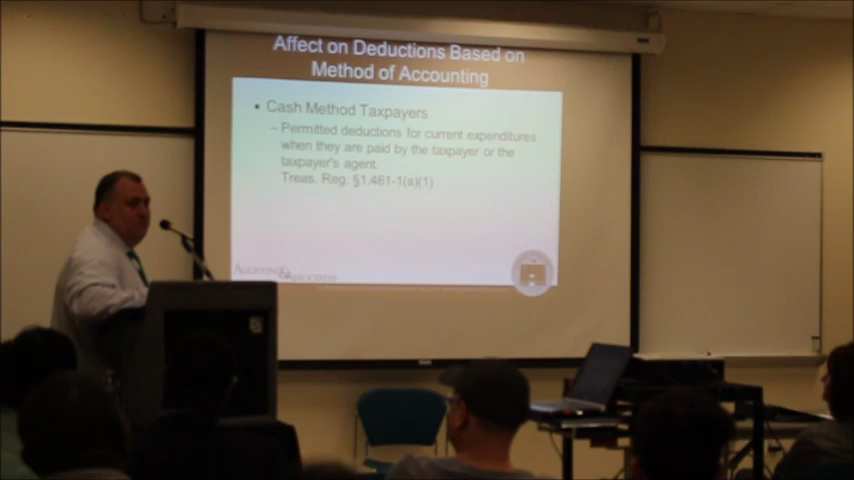 Affect on Deductions Based on
Method of Accounting
• Cash Method Taxpayers
– Permitted deductions for current expenditures
when they are paid by the taxpayer or the
taxpayer's agent.
Treas. Reg. §1.461-1(a)(1)